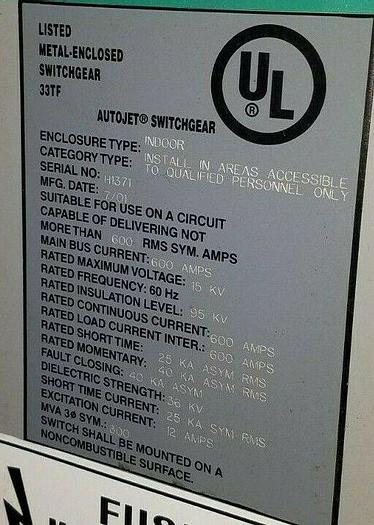 LISTED
METAL-ENCLOSED
SWITCHGEAR
33TF
UL
®
AUTOJET® SWITCHGEAR
ENCLOSURE TYPE: INDOOR
CATEGORY TYPE: INSTALL IN AREAS ACCESSIBLE
TO QUALIFIED PERSONNEL ONLY
SERIAL NO: H1371
MFG. DATE: 7/01
SUITABLE FOR USE ON A CIRCUIT
CAPABLE OF DELIVERING NOT
MORE THAN 600 RMS SYM. AMPS
MAIN BUS CURRENT: 600 AMPS
RATED MAXIMUM VOLTAGE: 15 KV
RATED FREQUENCY: 60 Hz
RATED INSULATION LEVEL: 95 KV
RATED CONTINUOUS CURRENT: 600 AMPS
RATED LOAD CURRENT INTER.: 600 AMPS
RATED SHORT TIME: 25 KA ASYM RMS
RATED MOMENTARY: 40 KA ASYM RMS
FAULT CLOSING: 40 KA ASYM
DIELECTRIC STRENGTH: 36 KV
SHORT TIME CURRENT: 25 KA SYM RMS
EXCITATION CURRENT: 12 AMPS
MVA 3Ø SYM.: 300
SWITCH SHALL BE MOUNTED ON A
NONCOMBUSTIBLE SURFACE.